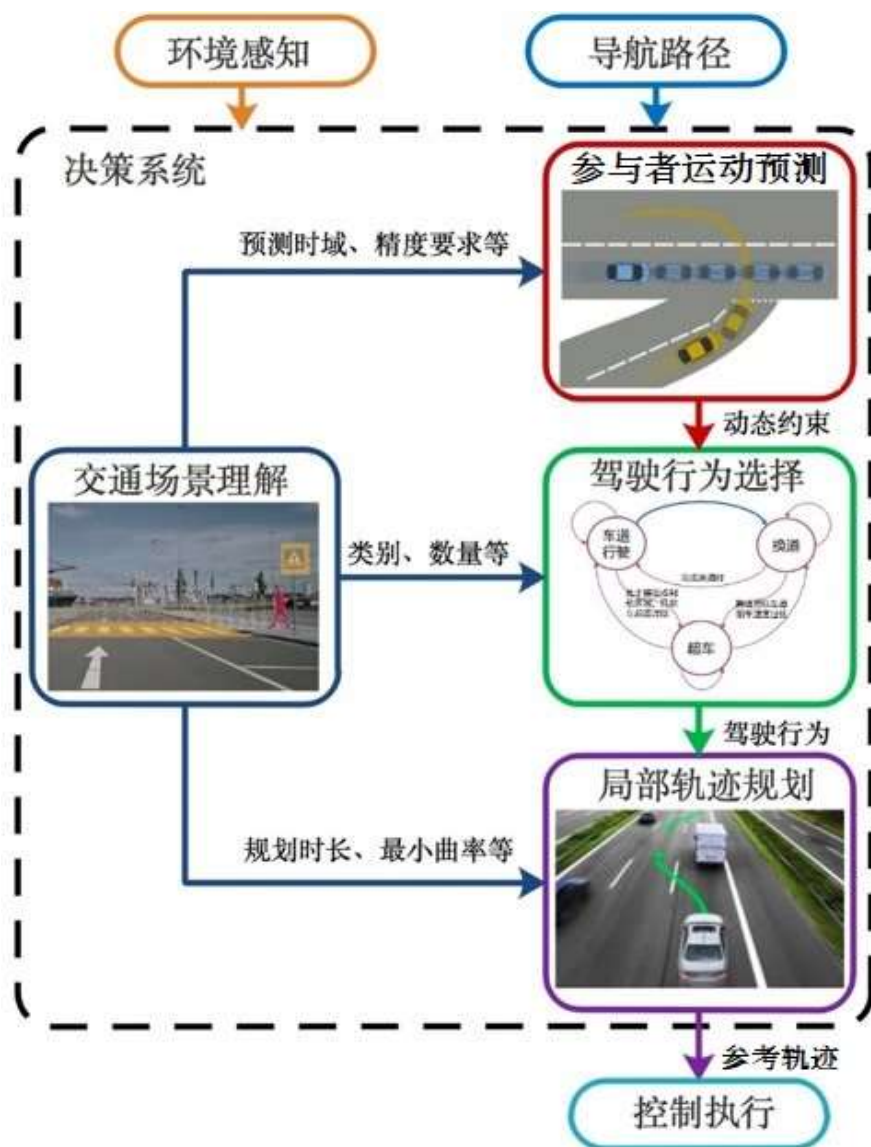 环境感知
导航路径
决策系统
参与者运动预测
预测时域、精度要求等
动态约束
交通场景理解
驾驶行为选择
类别、数量等
车道
行驶
换道
超车
驾驶行为
局部轨迹规划
规划时长、最小曲率等
参考轨迹
控制执行